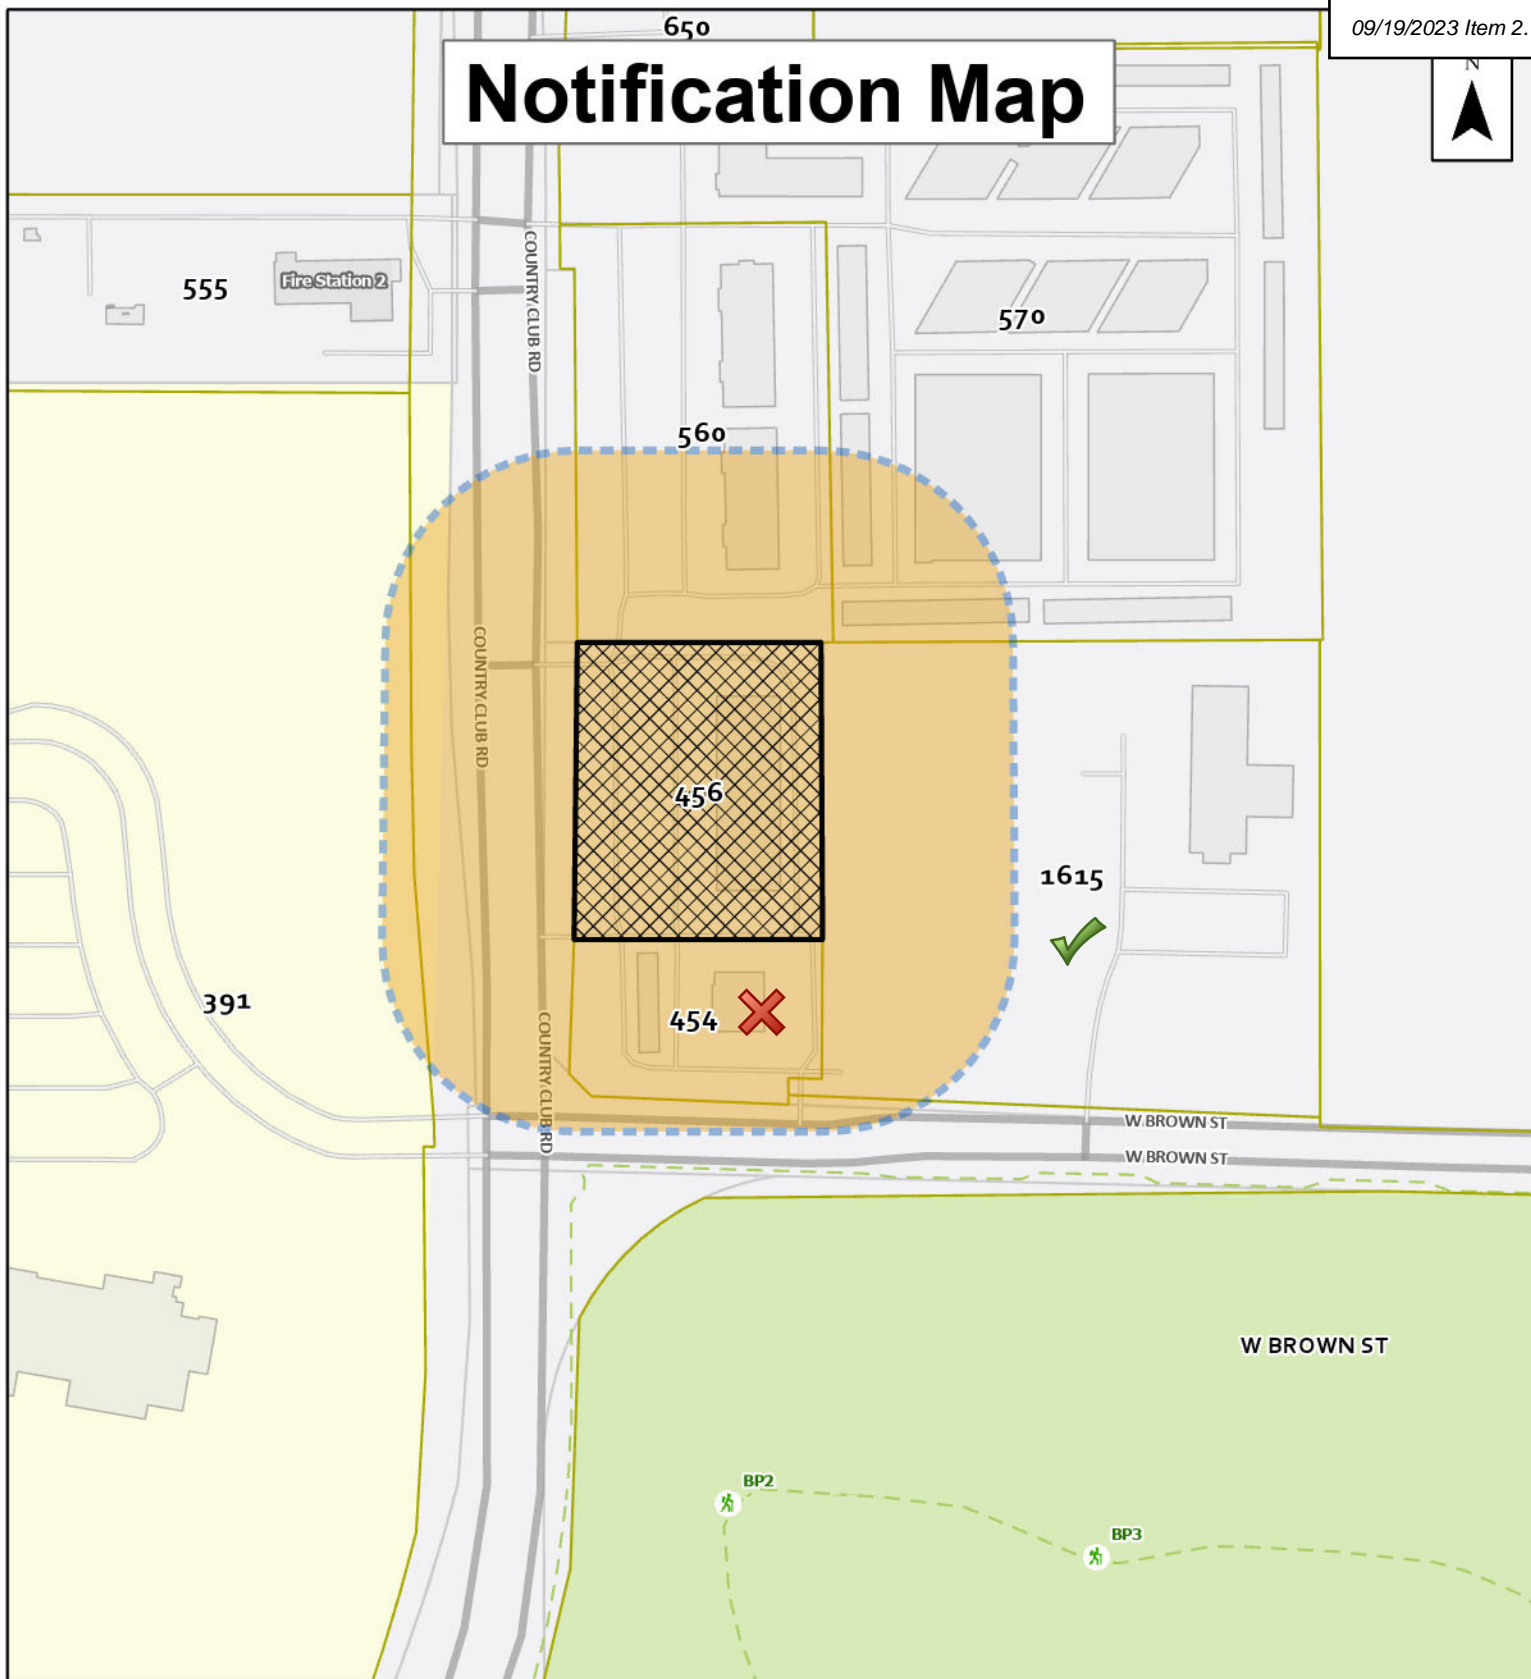 09/19/2023 Item 2.
650
Notification Map
N
COUNTRY CLUB RD
555
Fire Station 2
570
560
COUNTRY CLUB RD
456
1615
391
454
COUNTRY CLUB RD
W BROWN ST
W BROWN ST
W BROWN ST
BP2
BP3